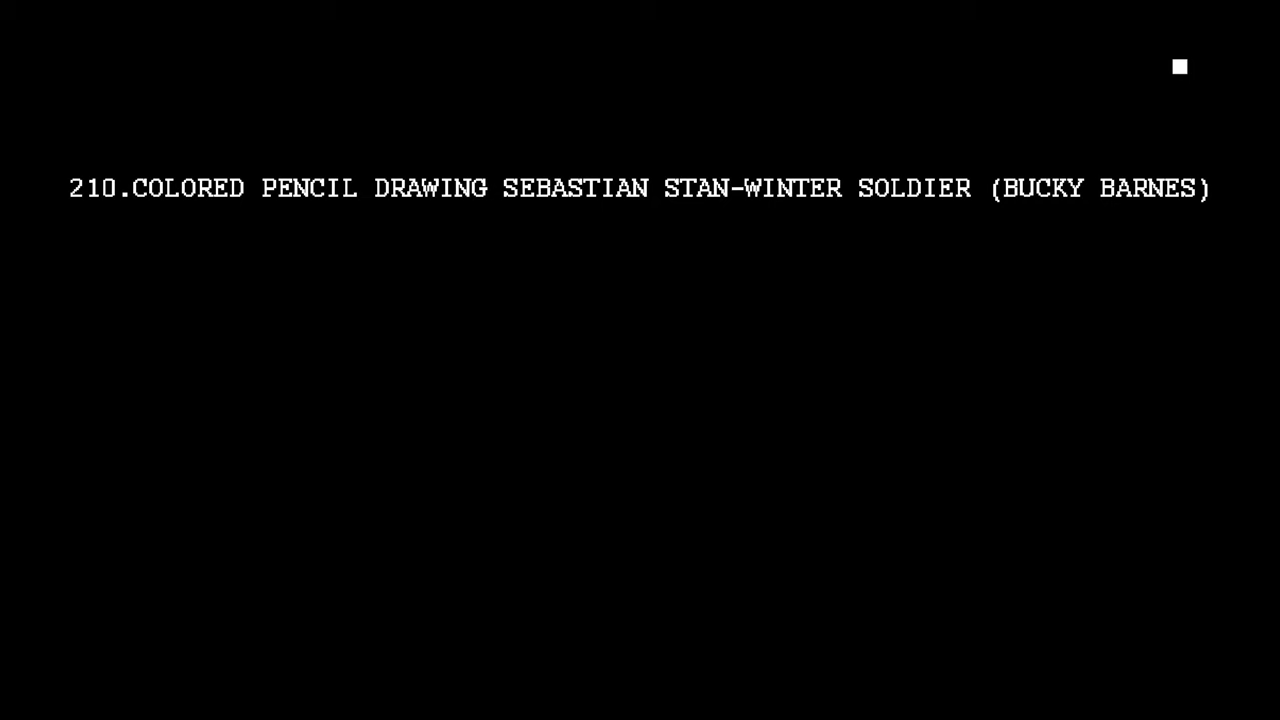 210.COLORED PENCIL DRAWING SEBASTIAN STAN-WINTER SOLDIER (BUCKY BARNES)